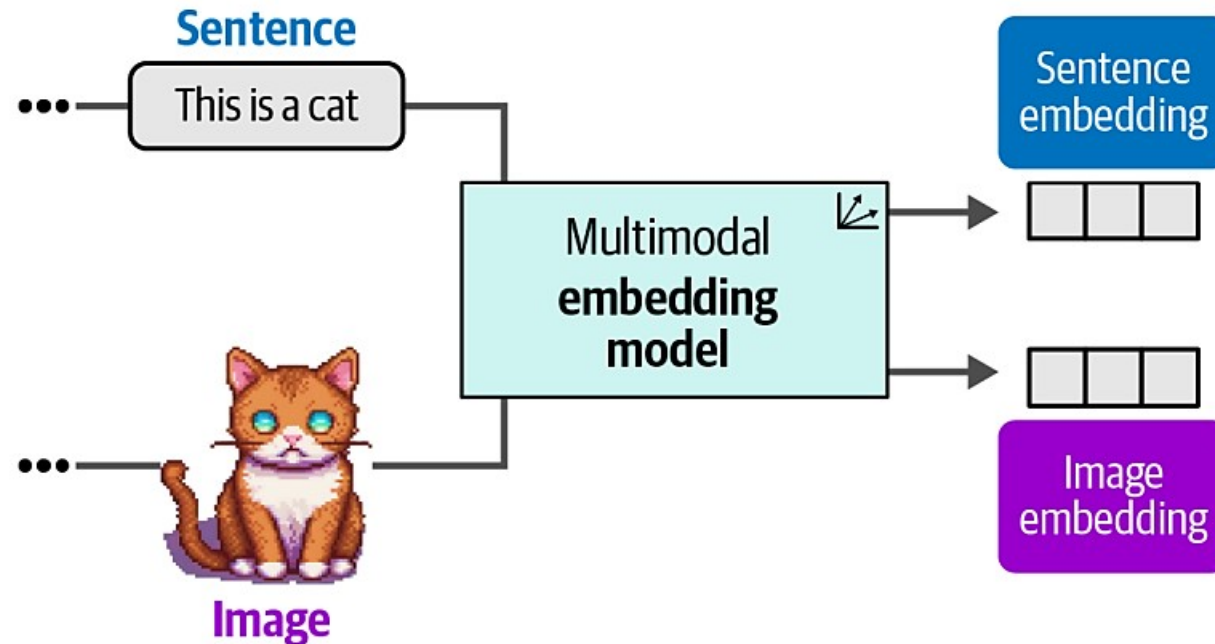 Sentence
This is a cat
Sentence
embedding
Multimodal
embedding
model
Image
embedding
Image